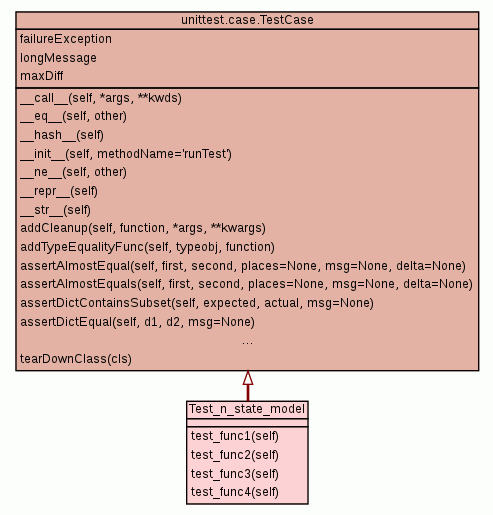 unittest.case.TestCase
failureException
longMessage
maxDiff
__call__(self, *args, **kwds)
__eq__(self, other)
__hash__(self)
__init__(self, methodName='runTest')
__ne__(self, other)
__repr__(self)
__str__(self)
addCleanup(self, function, *args, **kwargs)
addTypeEqualityFunc(self, typeobj, function)
assertAlmostEqual(self, first, second, places=None, msg=None, delta=None)
assertAlmostEquals(self, first, second, places=None, msg=None, delta=None)
assertDictContainsSubset(self, expected, actual, msg=None)
assertDictEqual(self, d1, d2, msg=None)
...
tearDownClass(cls)
Test_n_state_model
test_func1(self)
test_func2(self)
test_func3(self)
test_func4(self)